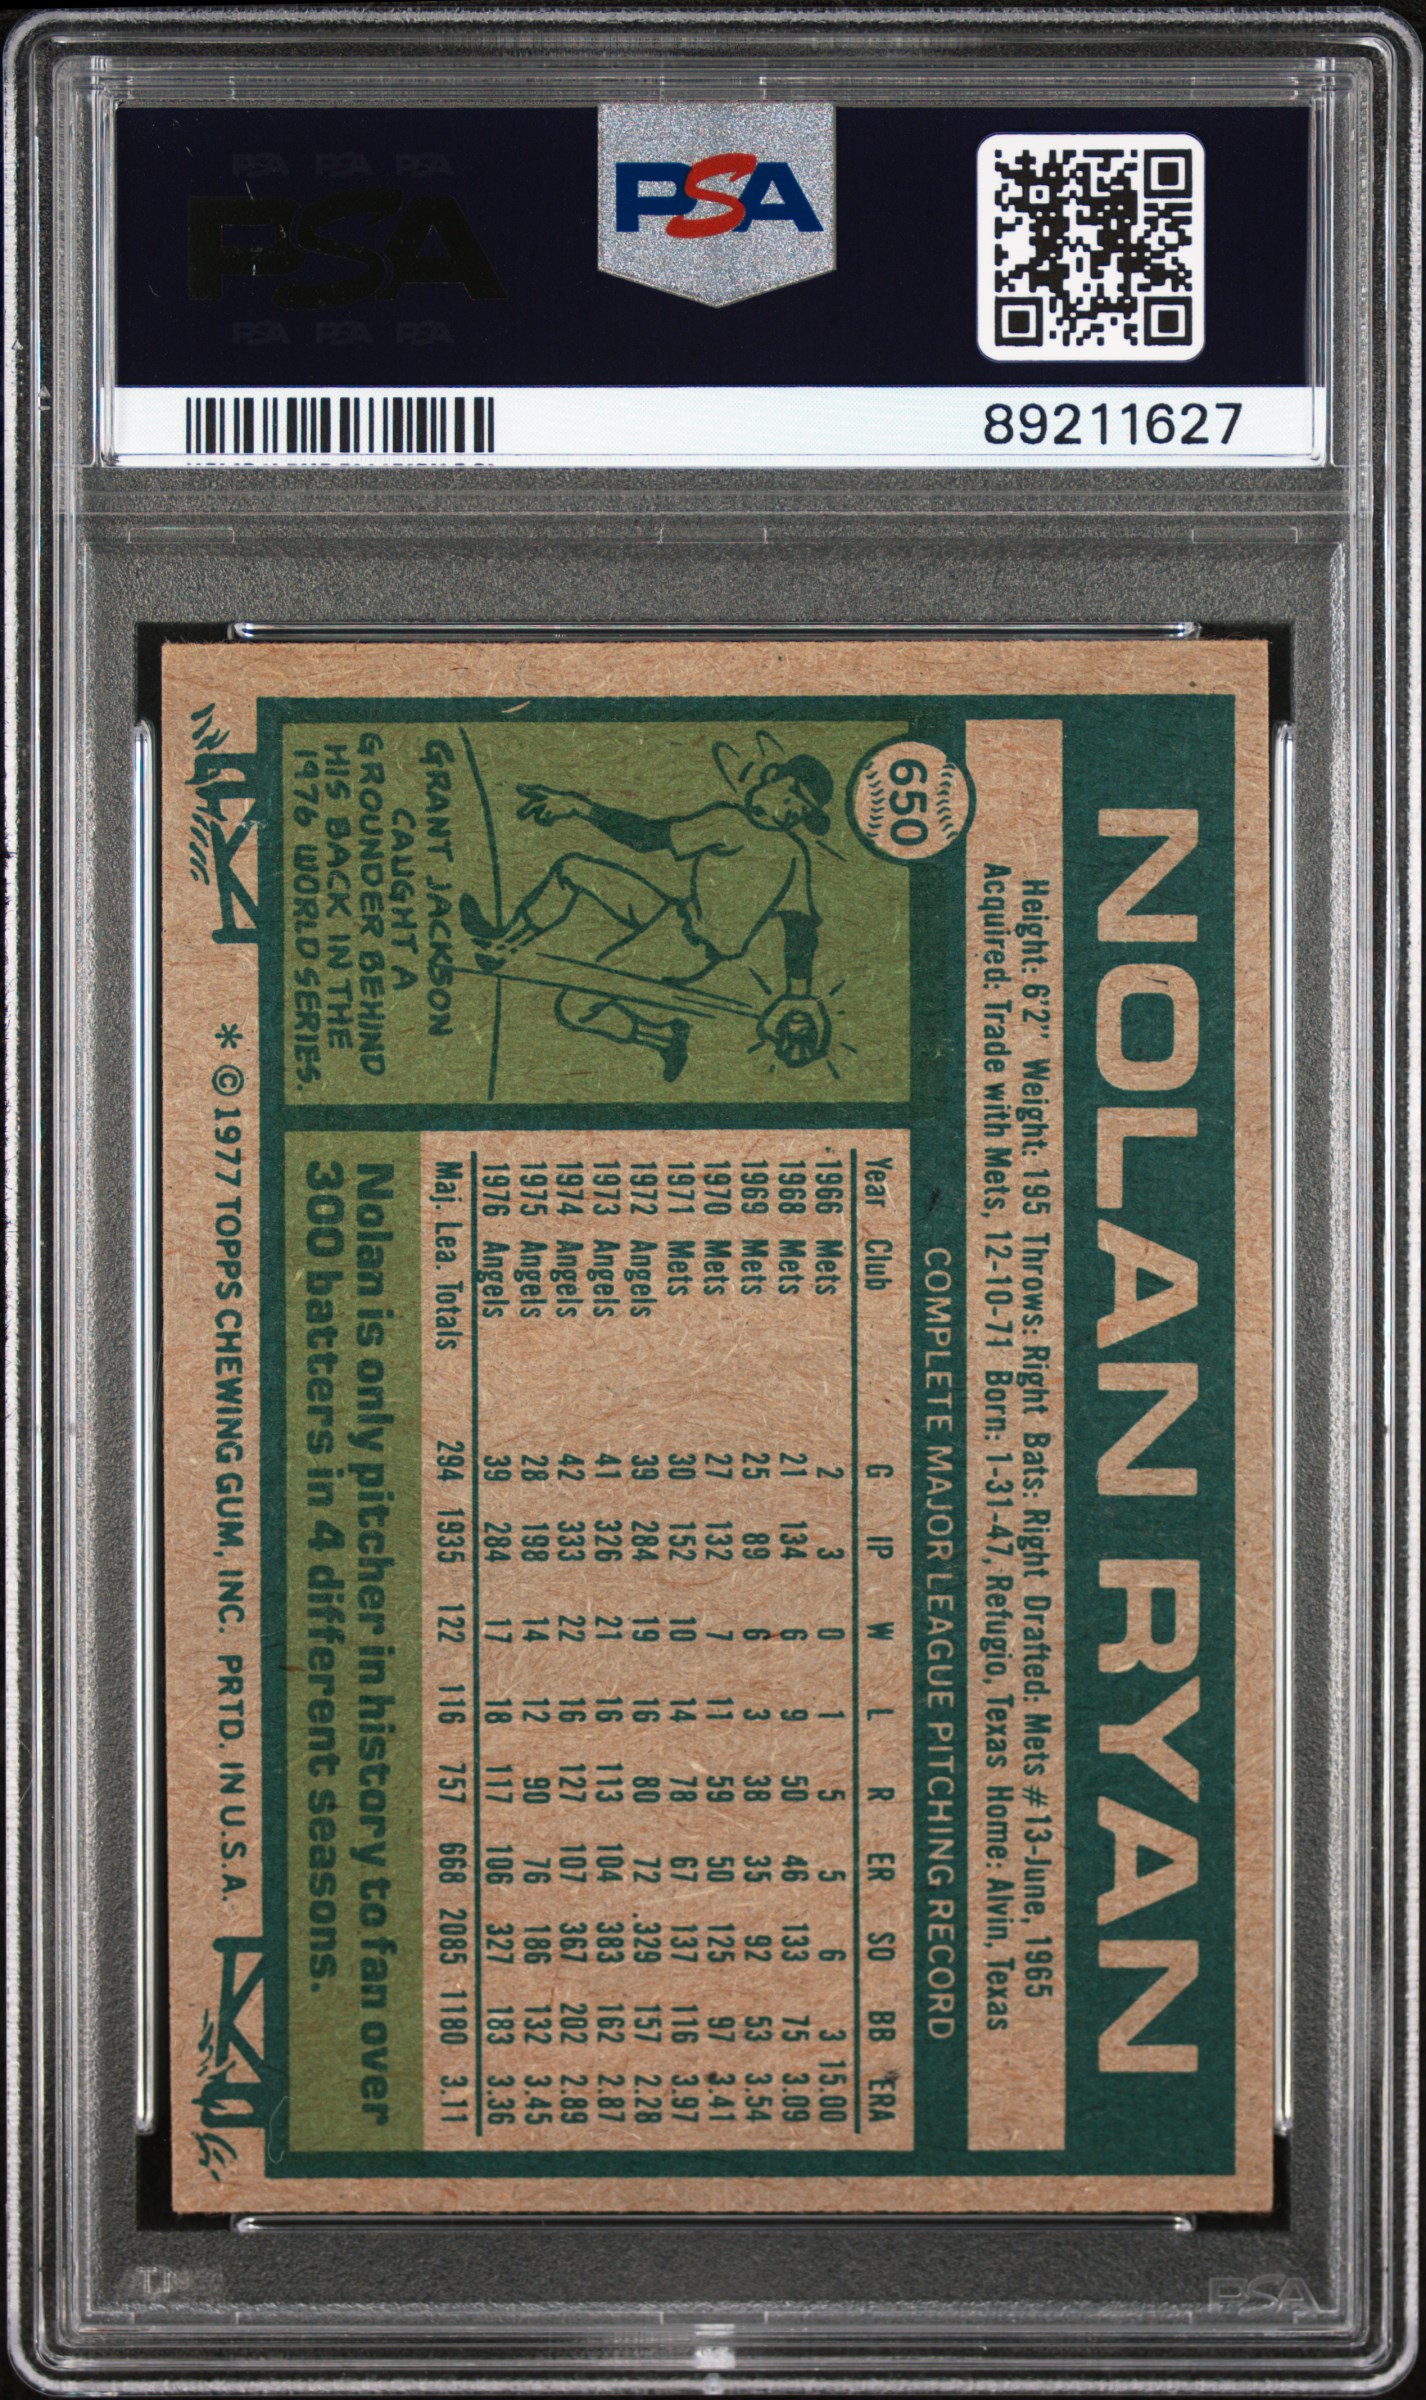 PSA PSA PSA
PSA
PSA PSA PSA
PSA
89211627
NOLAN RYAN
Height: 6'2" Weight: 195 Throws: Right Bats: Right Drafted: Mets #13-June, 1965
Acquired: Trade with Mets, 12-10-71 Born: 1-31-47, Refugio, Texas Home: Alvin, Texas
650
COMPLETE MAJOR LEAGUE PITCHING RECORD
Year Club G IP W L R ER SO BB ERA
1966 Mets 2 3 0 1 5 5 6 3 15.00
1968 Mets 21 134 6 9 50 46 133 75 3.09
1969 Mets 25 89 6 3 38 35 92 53 3.54
1970 Mets 27 132 7 11 59 50 125 97 3.41
1971 Mets 30 152 10 14 78 67 137 116 3.97
1972 Angels 39 284 19 16 80 72 329 157 2.28
1973 Angels 41 326 21 16 113 104 383 162 2.87
1974 Angels 42 333 22 16 127 107 367 202 2.89
1975 Angels 28 198 14 12 90 76 186 132 3.45
1976 Angels 39 284 17 18 117 106 327 183 3.36
Maj. Lea. Totals 294 1935 122 116 757 668 2085 1180 3.11
GRANT JACKSON
CAUGHT A
GROUNDER BEHIND
HIS BACK IN THE
1976 WORLD SERIES.
Nolan is only pitcher in history to fan over
300 batters in 4 different seasons.
* © 1977 TOPPS CHEWING GUM, INC. PRTD. IN U.S.A.
PSA